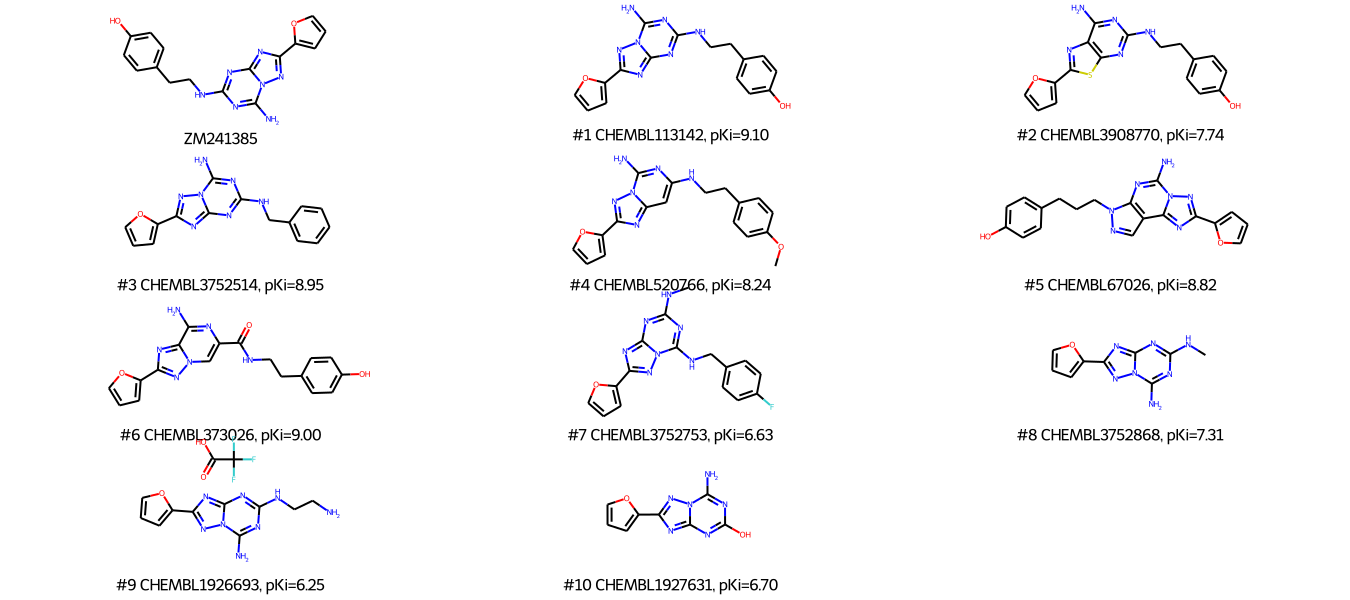 ZM241385
#1 CHEMBL113142, pKi=9.10
#2 CHEMBL3908770, pKi=7.74
#3 CHEMBL3752514, pKi=8.95
#4 CHEMBL520766, pKi=8.24
#5 CHEMBL67026, pKi=8.82
#6 CHEMBL373026, pKi=9.00
#7 CHEMBL3752753, pKi=6.63
#8 CHEMBL3752868, pKi=7.31
#9 CHEMBL1926693, pKi=6.25
#10 CHEMBL1927631, pKi=6.70